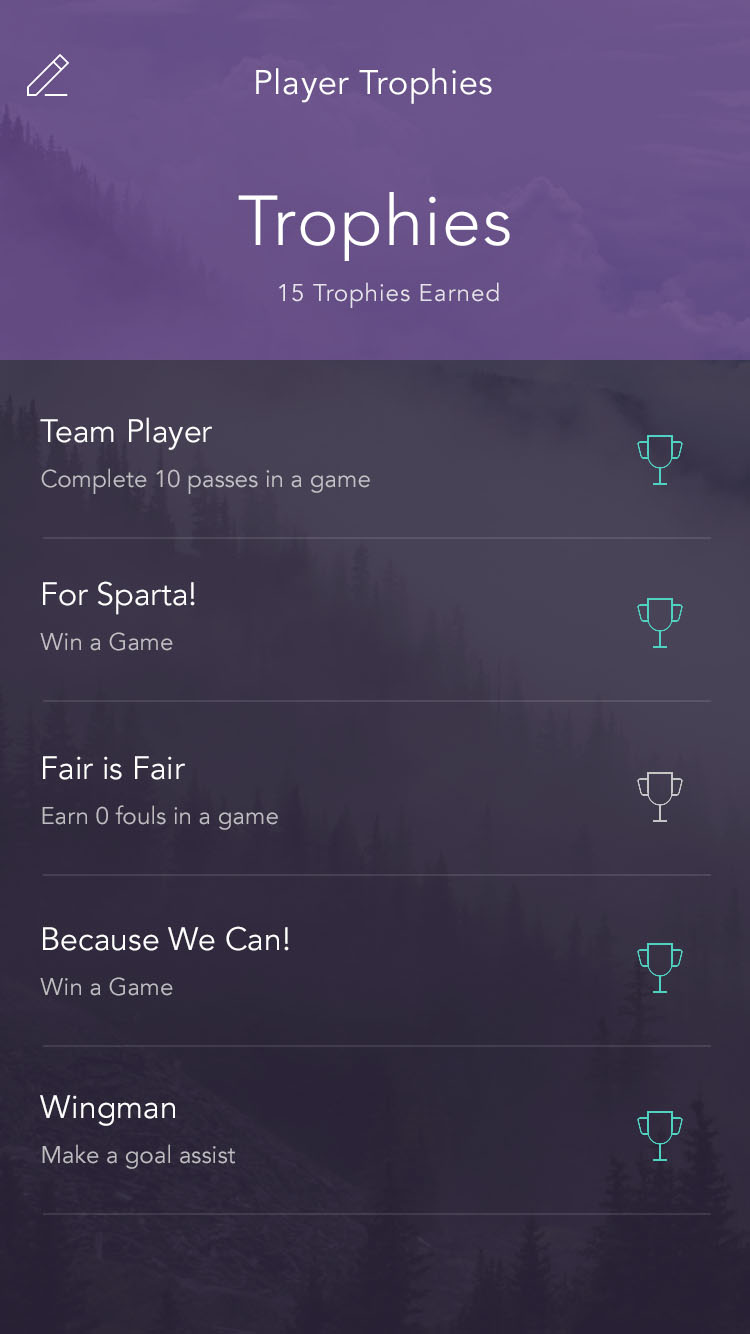 Player Trophies
Trophies
15 Trophies Earned
Team Player
Complete 10 passes in a game
For Sparta!
Win a Game
Fair is Fair
Earn 0 fouls in a game
Because We Can!
Win a Game
Wingman
Make a goal assist